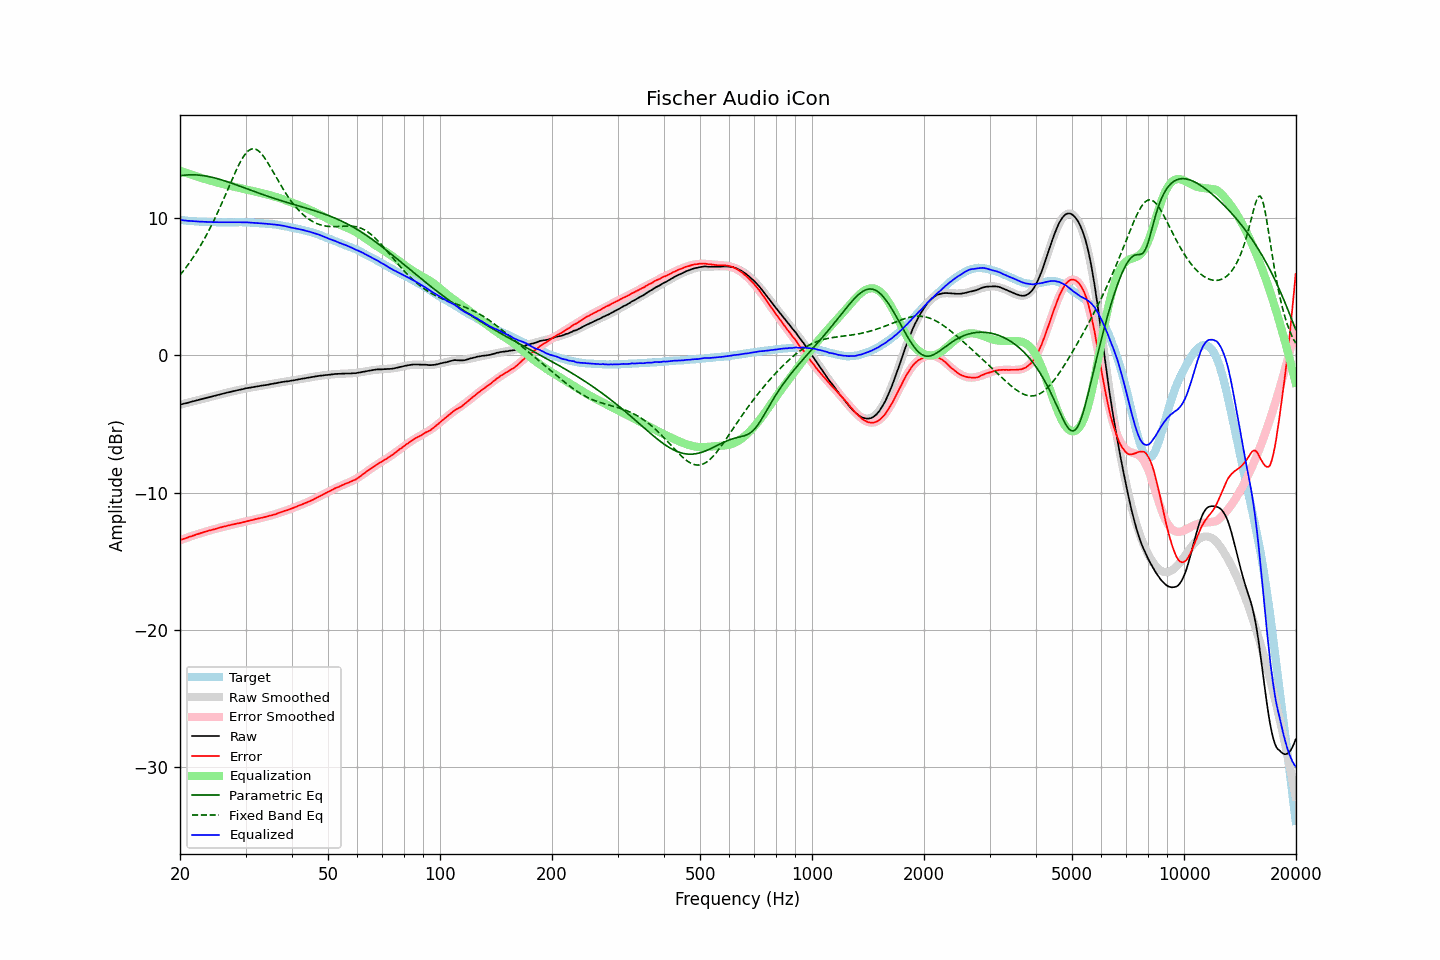 Fischer Audio iCon
Amplitude (dBr)
10
0
−10
−20
−30
Target
Raw Smoothed
Error Smoothed
Raw
Error
Equalization
Parametric Eq
Fixed Band Eq
Equalized
20 50 100 200 500 1000 2000 5000 10000 20000
Frequency (Hz)